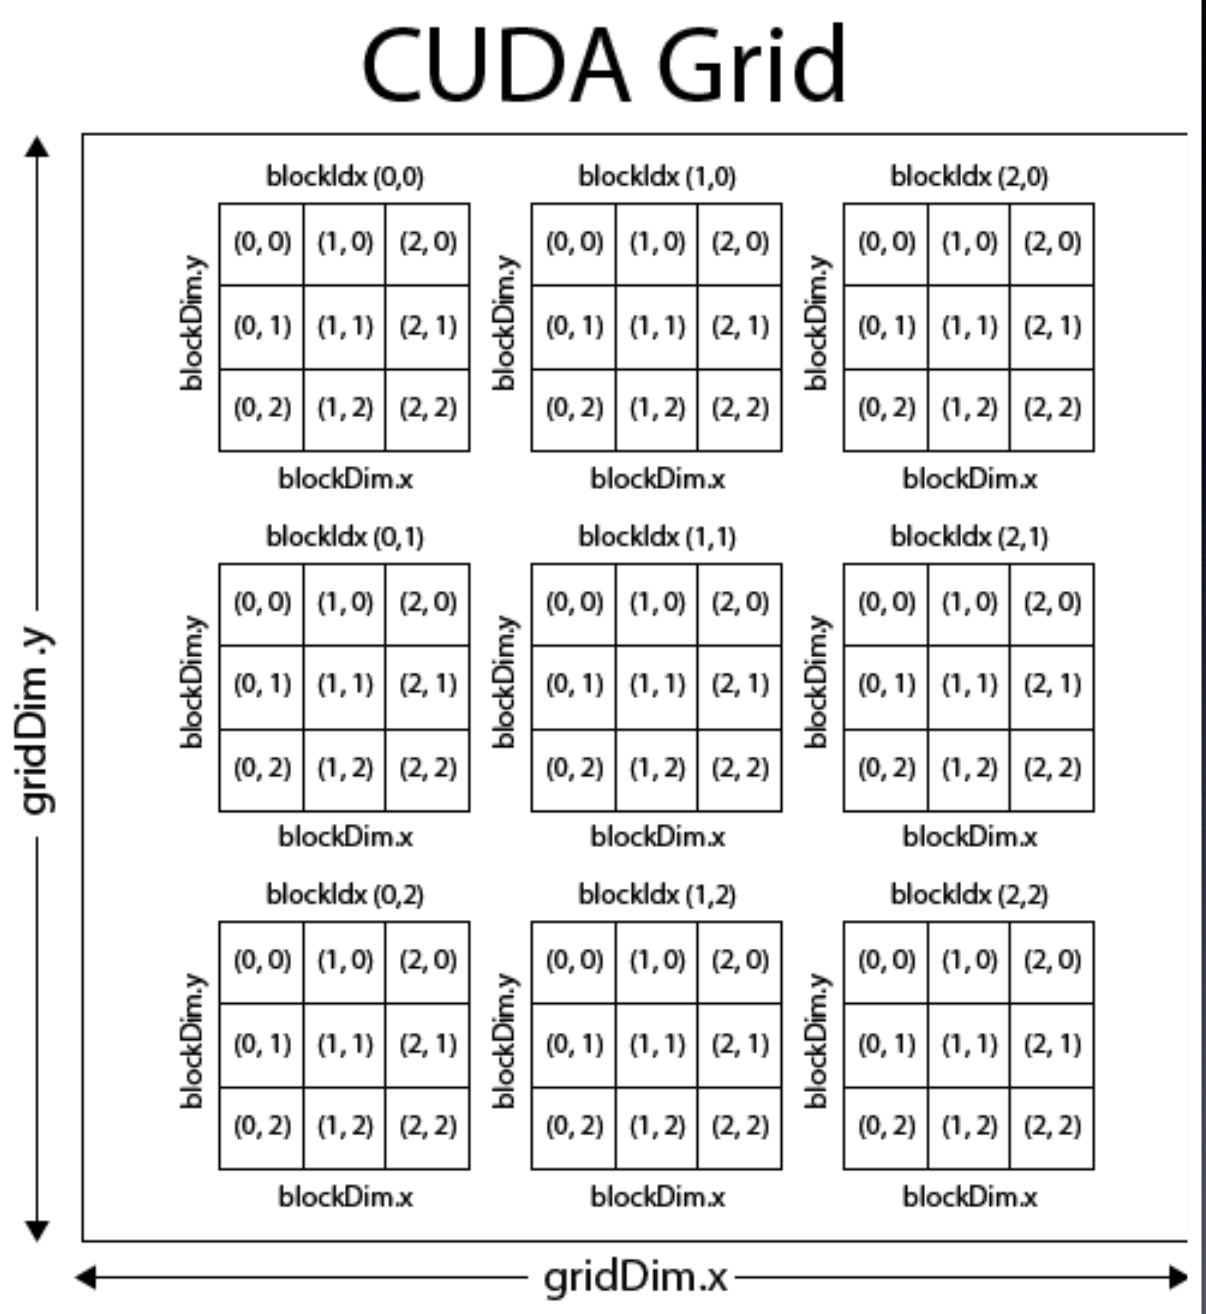 CUDA Grid
blockIdx (0,0) blockIdx (1,0) blockIdx (2,0)
blockDim.y blockDim.y blockDim.y
(0, 0) (1, 0) (2, 0) (0, 0) (1, 0) (2, 0) (0, 0) (1, 0) (2, 0)
(0, 1) (1, 1) (2, 1) (0, 1) (1, 1) (2, 1) (0, 1) (1, 1) (2, 1)
(0, 2) (1, 2) (2, 2) (0, 2) (1, 2) (2, 2) (0, 2) (1, 2) (2, 2)
blockDim.x blockDim.x blockDim.x
blockIdx (0,1) blockIdx (1,1) blockIdx (2,1)
blockDim.y blockDim.y blockDim.y
(0, 0) (1, 0) (2, 0) (0, 0) (1, 0) (2, 0) (0, 0) (1, 0) (2, 0)
(0, 1) (1, 1) (2, 1) (0, 1) (1, 1) (2, 1) (0, 1) (1, 1) (2, 1)
(0, 2) (1, 2) (2, 2) (0, 2) (1, 2) (2, 2) (0, 2) (1, 2) (2, 2)
blockDim.x blockDim.x blockDim.x
blockIdx (0,2) blockIdx (1,2) blockIdx (2,2)
blockDim.y blockDim.y blockDim.y
(0, 0) (1, 0) (2, 0) (0, 0) (1, 0) (2, 0) (0, 0) (1, 0) (2, 0)
(0, 1) (1, 1) (2, 1) (0, 1) (1, 1) (2, 1) (0, 1) (1, 1) (2, 1)
(0, 2) (1, 2) (2, 2) (0, 2) (1, 2) (2, 2) (0, 2) (1, 2) (2, 2)
blockDim.x blockDim.x blockDim.x
gridDim .y
gridDim.x